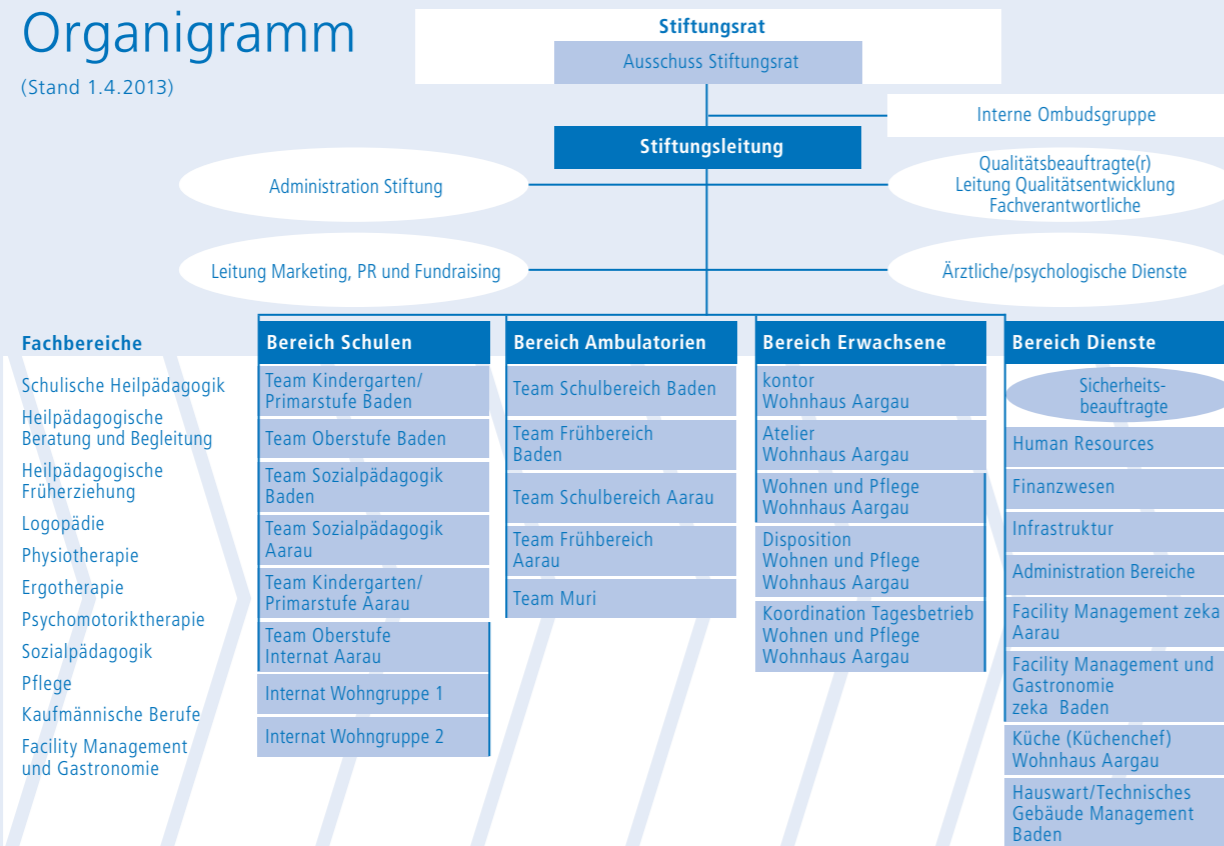 Organigramm
(Stand 1.4.2013)
Stiftungsrat
Ausschuss Stiftungsrat
Interne Ombudsgruppe
Stiftungsleitung
Administration Stiftung
Qualitätsbeauftragte(r)
Leitung Qualitätsentwicklung
Fachverantwortliche
Leitung Marketing, PR und Fundraising
Ärztliche/psychologische Dienste
Fachbereiche
Schulische Heilpädagogik
Heilpädagogische
Beratung und Begleitung
Heilpädagogische
Früherziehung
Logopädie
Physiotherapie
Ergotherapie
Psychomotoriktherapie
Sozialpädagogik
Pflege
Kaufmännische Berufe
Facility Management
und Gastronomie
Bereich Schulen
Team Kindergarten/
Primarstufe Baden
Team Oberstufe Baden
Team Sozialpädagogik
Baden
Team Sozialpädagogik
Aarau
Team Kindergarten/
Primarstufe Aarau
Team Oberstufe
Internat Aarau
Internat Wohngruppe 1
Internat Wohngruppe 2
Bereich Ambulatorien
Team Schulbereich Baden
Team Frühbereich
Baden
Team Schulbereich Aarau
Team Frühbereich
Aarau
Team Muri
Bereich Erwachsene
kontor
Wohnhaus Aargau
Atelier
Wohnhaus Aargau
Wohnen und Pflege
Wohnhaus Aargau
Disposition
Wohnen und Pflege
Wohnhaus Aargau
Koordination Tagesbetrieb
Wohnen und Pflege
Wohnhaus Aargau
Bereich Dienste
Sicherheits-
beauftragte
Human Resources
Finanzwesen
Infrastruktur
Administration Bereiche
Facility Management zeka
Aarau
Facility Management und
Gastronomie
zeka Baden
Küche (Küchenchef)
Wohnhaus Aargau
Hauswart/Technisches
Gebäude Management
Baden